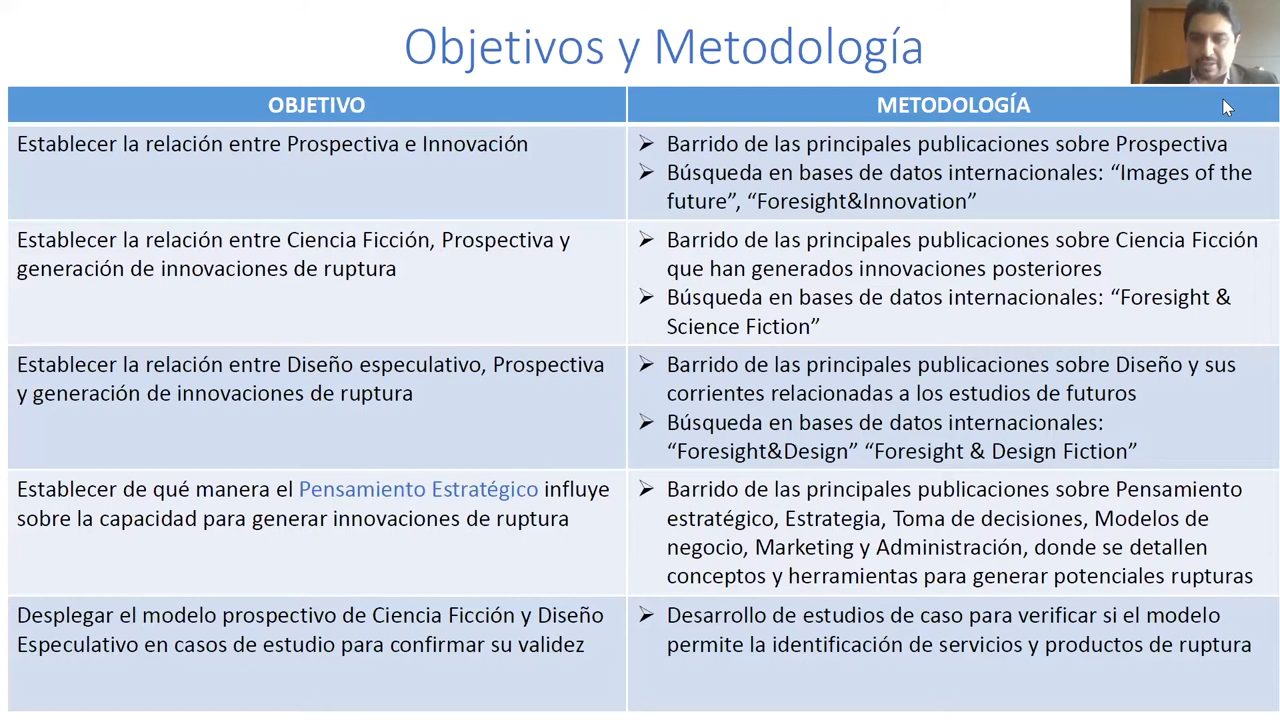 Objetivos y Metodología
OBJETIVO
METODOLOGÍA
Establecer la relación entre Prospectiva e Innovación
➢ Barrido de las principales publicaciones sobre Prospectiva
➢ Búsqueda en bases de datos internacionales: “Images of the
future”, “Foresight&Innovation”
Establecer la relación entre Ciencia Ficción, Prospectiva y
generación de innovaciones de ruptura
➢ Barrido de las principales publicaciones sobre Ciencia Ficción
que han generados innovaciones posteriores
➢ Búsqueda en bases de datos internacionales: “Foresight &
Science Fiction”
Establecer la relación entre Diseño especulativo, Prospectiva
y generación de innovaciones de ruptura
➢ Barrido de las principales publicaciones sobre Diseño y sus
corrientes relacionadas a los estudios de futuros
➢ Búsqueda en bases de datos internacionales:
“Foresight&Design” “Foresight & Design Fiction”
Establecer de qué manera el Pensamiento Estratégico influye
sobre la capacidad para generar innovaciones de ruptura
➢ Barrido de las principales publicaciones sobre Pensamiento
estratégico, Estrategia, Toma de decisiones, Modelos de
negocio, Marketing y Administración, donde se detallen
conceptos y herramientas para generar potenciales rupturas
Desplegar el modelo prospectivo de Ciencia Ficción y Diseño
Especulativo en casos de estudio para confirmar su validez
➢ Desarrollo de estudios de caso para verificar si el modelo
permite la identificación de servicios y productos de ruptura